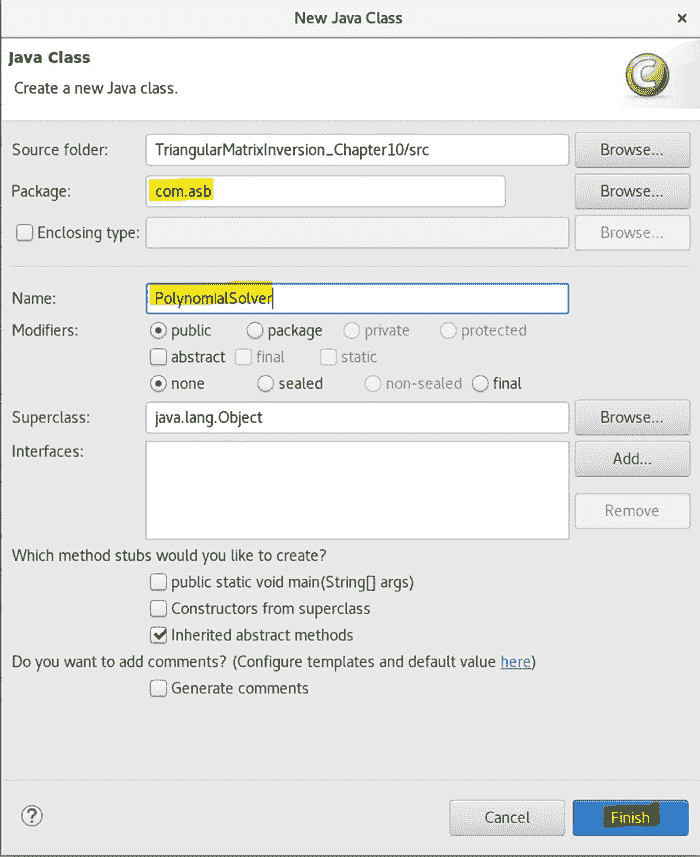 New Java Class
Java Class
Create a new Java class.
Source folder: TriangularMatrixInversion_Chapter10/src Browse...
Package: com.asb Browse...
Enclosing type: Browse...
Name: PolynomialSolver
Modifiers: public package private protected
abstract final static
none sealed non-sealed final
Superclass: java.lang.Object Browse...
Interfaces: Add...
Remove
Which method stubs would you like to create?
public static void main(String[] args)
Constructors from superclass
Inherited abstract methods
Do you want to add comments? (Configure templates and default value here)
Generate comments
? Cancel Finish